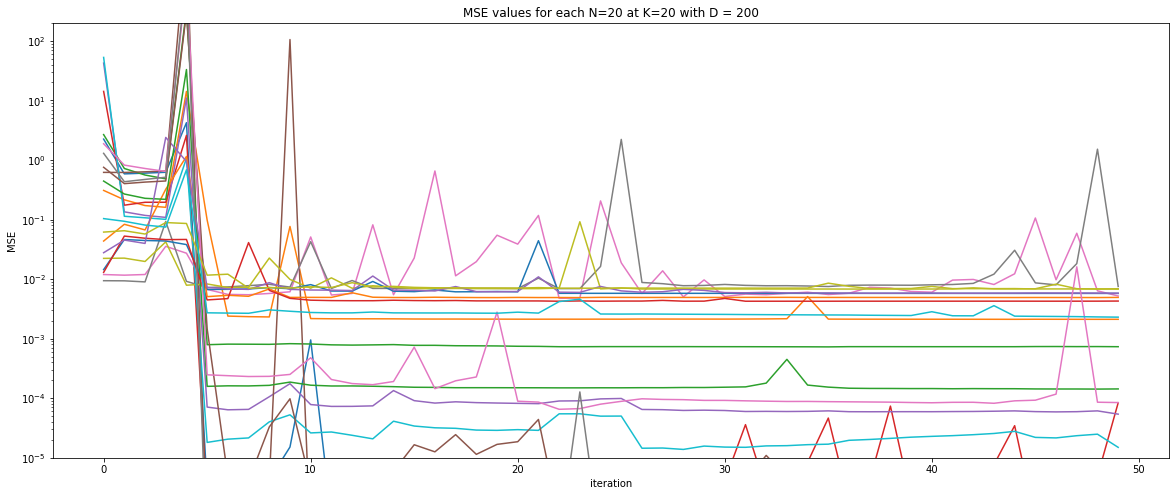 MSE values for each N=20 at K=20 with D = 200
10²
10¹
10⁰
10⁻¹
10⁻²
10⁻³
10⁻⁴
10⁻⁵
MSE
0 10 20 30 40 50
iteration